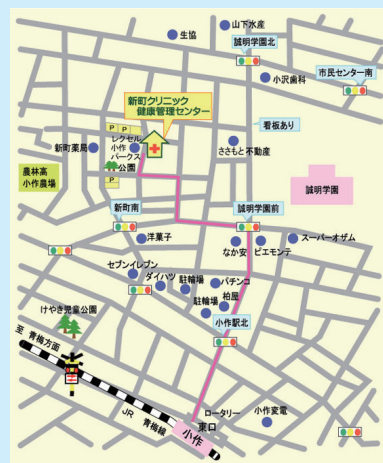 山下水産
生協
誠明学園北
小沢歯科
市民センター南
新町クリニック
健康管理センター
P P
看板あり
新町薬局
レクセル
小作
パークス
ささもと不動産
公園
P
農林高
小作農場
誠明学園
新町南
誠明学園前
洋菓子
スーパーオザム
なか安
ピエモンテ
セブンイレブン
ダイハツ
駐輪場
パチンコ
柏屋
駐輪場
けやき児童公園
小作駅北
至 青梅方面
JR 青梅線
ロータリー
小作変電
東口
小作